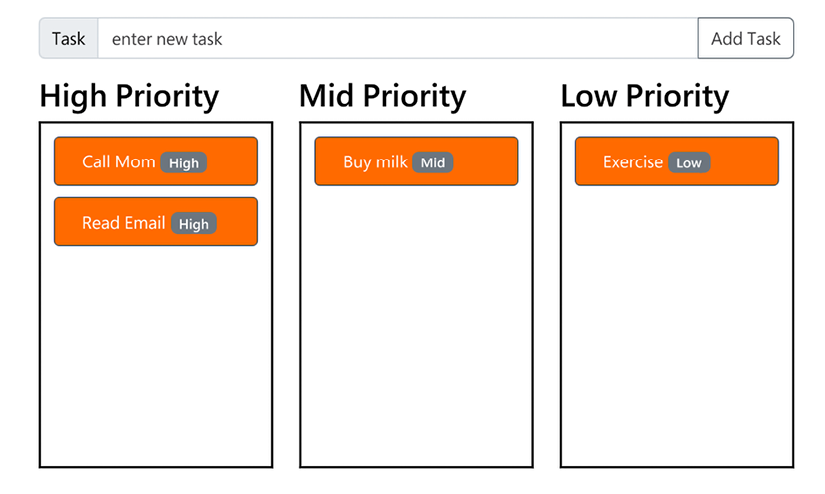 Task enter new task Add Task
High Priority
Call Mom High
Read Email High
Mid Priority
Buy milk Mid
Low Priority
Exercise Low